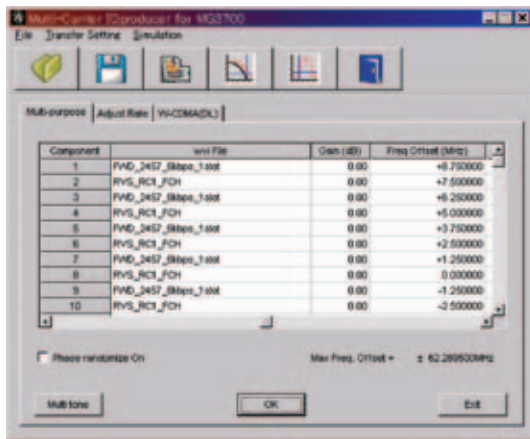 Multi-Carrier IQproducer for MG3700
File Transfer Setting Simulation
Multi-purpose Adjust Rate W-CDMA(DL)
Component wvi File Gain (dB) Freq Offset (MHz)
1 FWD_2457_6kbps_1slot 0.00 +8.750000
2 RVS_RC1_FCH 0.00 +7.500000
3 FWD_2457_6kbps_1slot 0.00 +6.250000
4 RVS_RC1_FCH 0.00 +5.000000
5 FWD_2457_6kbps_1slot 0.00 +3.750000
6 RVS_RC1_FCH 0.00 +2.500000
7 FWD_2457_6kbps_1slot 0.00 +1.250000
8 RVS_RC1_FCH 0.00 0.000000
9 FWD_2457_6kbps_1slot 0.00 -1.250000
10 RVS_RC1_FCH 0.00 -2.500000
Phase randomize On Max Freq. Offset = ±
Multi tone OK Exit